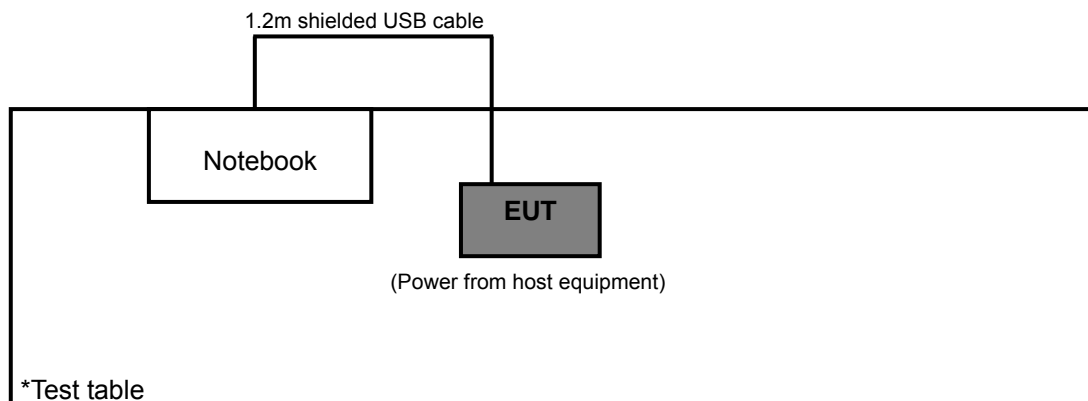 1.2m shielded USB cable
Notebook
EUT
(Power from host equipment)
*Test table